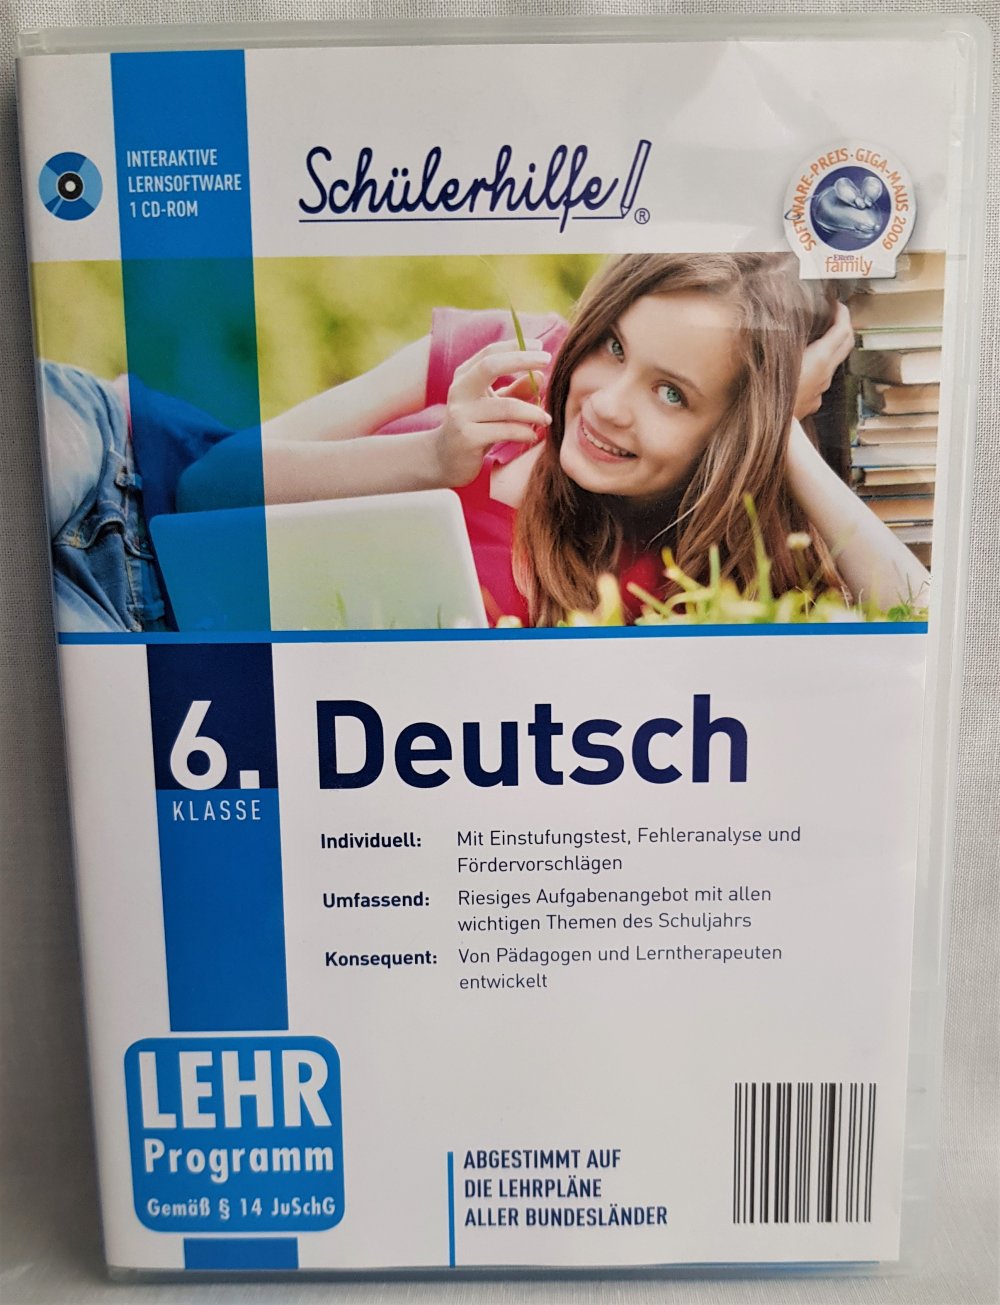 INTERAKTIVE
LERNSOFTWARE
1 CD-ROM
Schülerhilfe!®
SOFTWARE-PREIS·GIGA-MAUS 2009
Eltern
family
6.
KLASSE
Deutsch
Individuell: Mit Einstufungstest, Fehleranalyse und
Fördervorschlägen
Umfassend: Riesiges Aufgabenangebot mit allen
wichtigen Themen des Schuljahrs
Konsequent: Von Pädagogen und Lerntherapeuten
entwickelt
LEHR
Programm
Gemäß § 14 JuSchG
ABGESTIMMT AUF
DIE LEHRPLÄNE
ALLER BUNDESLÄNDER